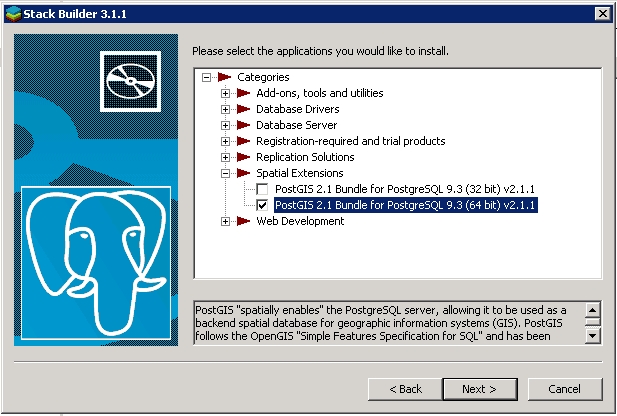 Stack Builder 3.1.1
Please select the applications you would like to install.
Categories
Add-ons, tools and utilities
Database Drivers
Database Server
Registration-required and trial products
Replication Solutions
Spatial Extensions
PostGIS 2.1 Bundle for PostgreSQL 9.3 (32 bit) v2.1.1
PostGIS 2.1 Bundle for PostgreSQL 9.3 (64 bit) v2.1.1
Web Development
PostGIS "spatially enables" the PostgreSQL server, allowing it to be used as a
backend spatial database for geographic information systems (GIS). PostGIS
follows the OpenGIS "Simple Features Specification for SQL" and has been
< Back
Next >
Cancel